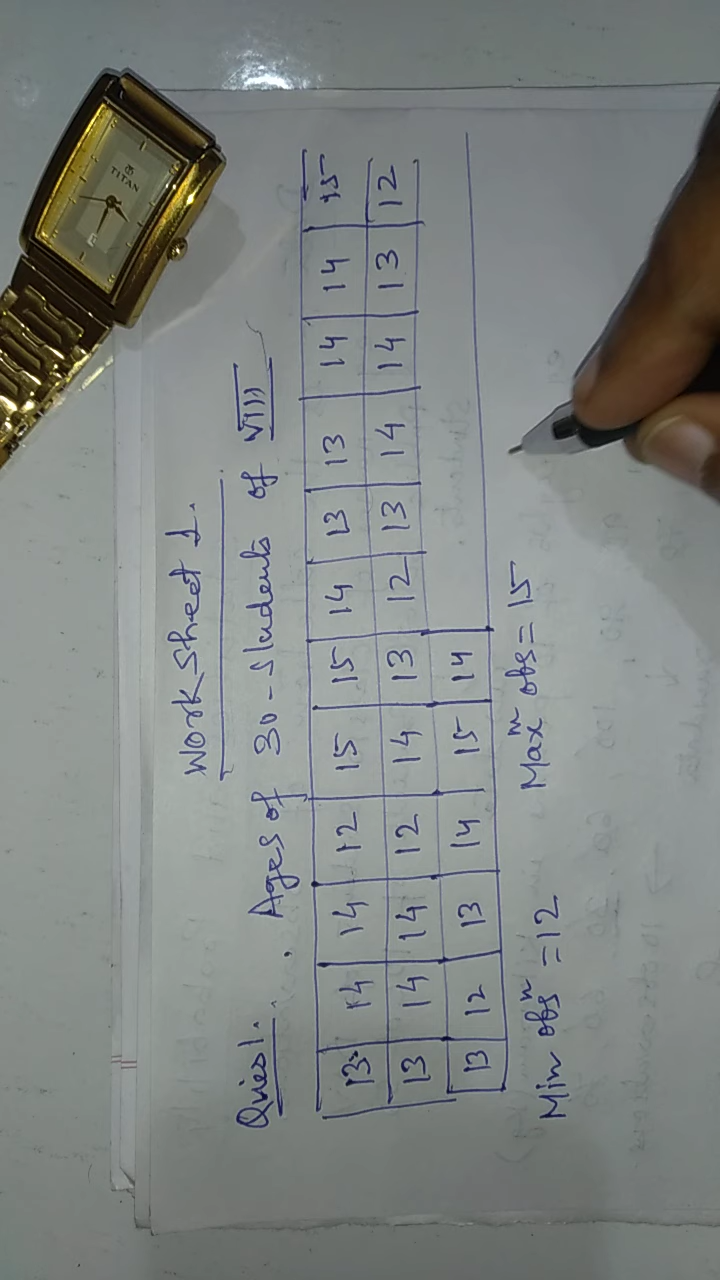 Worksheet 1.
Ques1. Ages of 30-Students of VIII
13 14 14 12 15 15 14 13 13 14 14 15
13 14 14 12 14 13 12 13 14 14 13 12
13 12 13 14 15 14
Min obsⁿ = 12 Maxᵐ obs = 15
TITAN